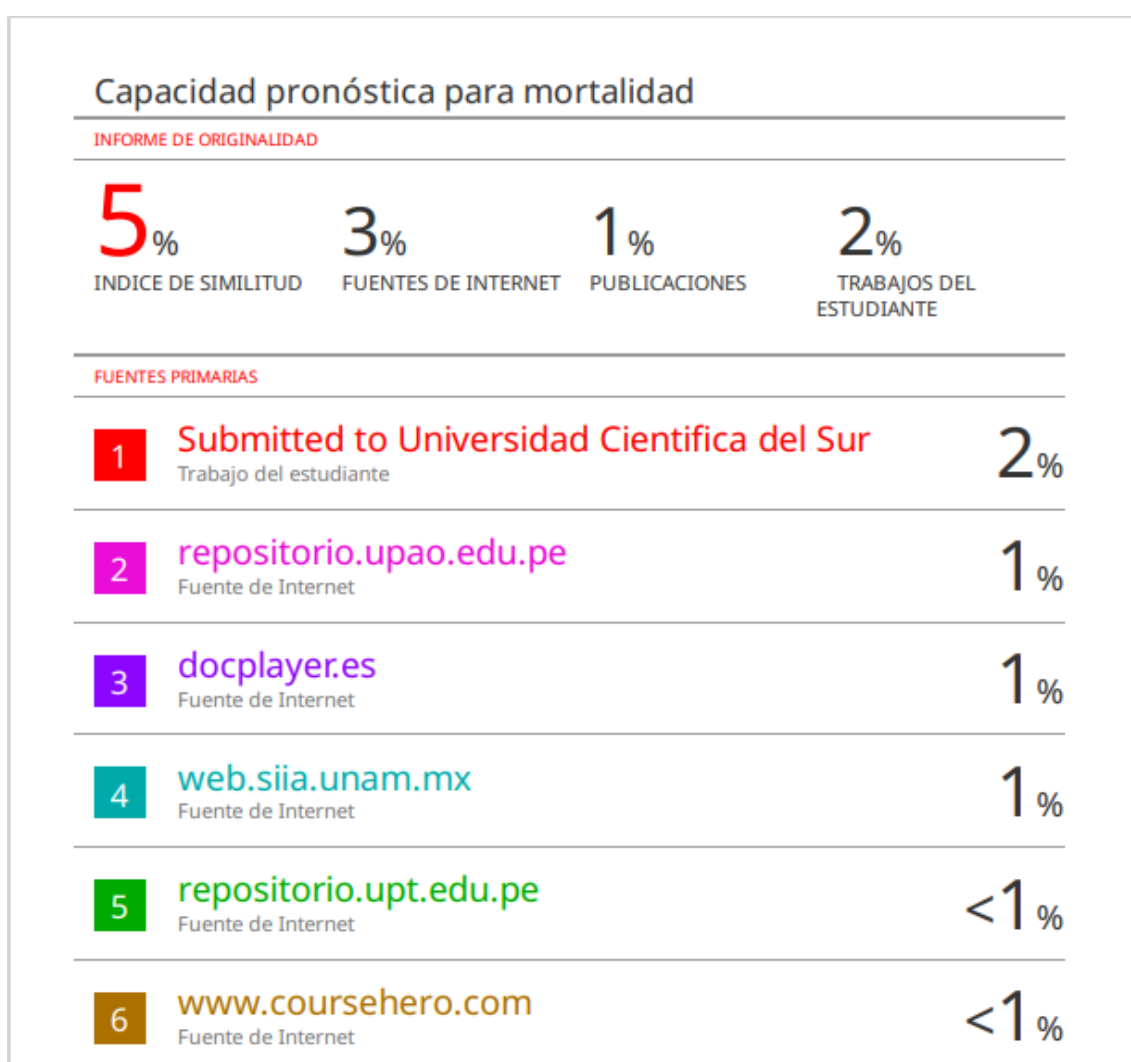 Capacidad pronóstica para mortalidad
INFORME DE ORIGINALIDAD
5% 3% 1% 2%
INDICE DE SIMILITUD FUENTES DE INTERNET PUBLICACIONES TRABAJOS DEL
ESTUDIANTE
FUENTES PRIMARIAS
1 Submitted to Universidad Cientifica del Sur 2%
Trabajo del estudiante
2 repositorio.upao.edu.pe 1%
Fuente de Internet
3 docplayer.es 1%
Fuente de Internet
4 web.siia.unam.mx 1%
Fuente de Internet
5 repositorio.upt.edu.pe <1%
Fuente de Internet
6 www.coursehero.com <1%
Fuente de Internet